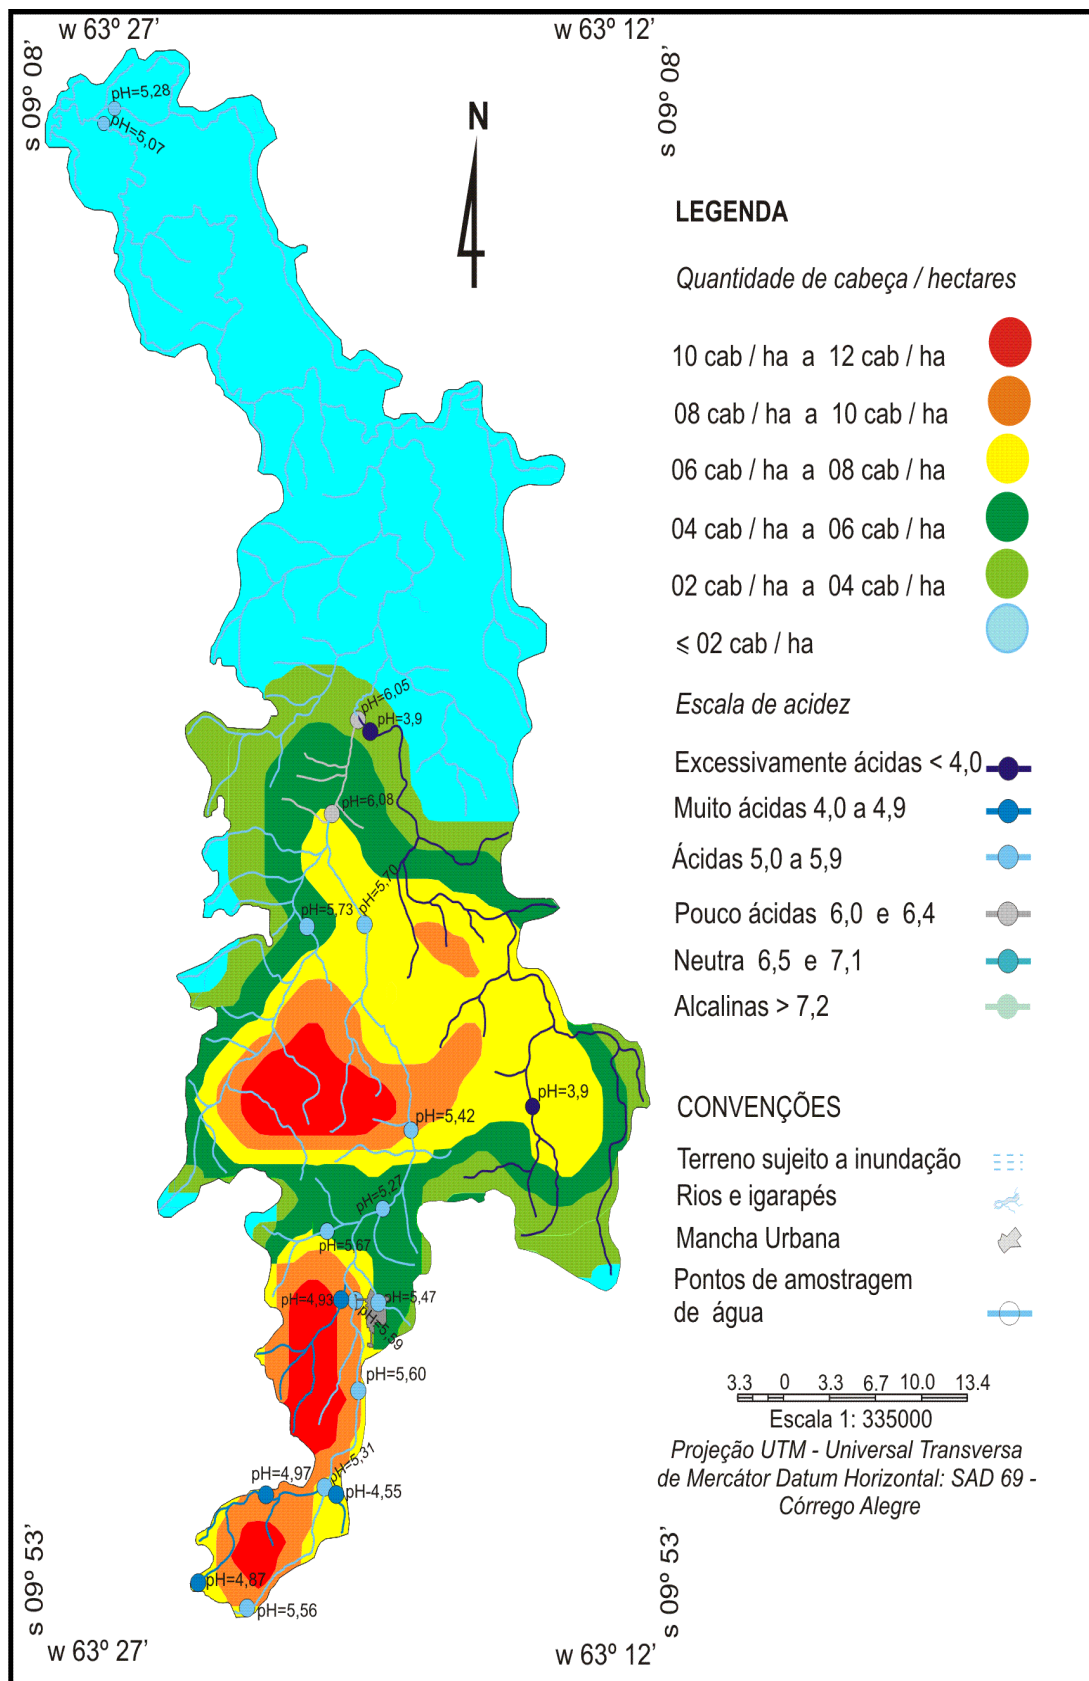 w 63º 27’
w 63º 12’
s 09º 08’
s 09º 08’
N
pH=5,28
pH=5,07
LEGENDA
Quantidade de cabeça / hectares
10 cab / ha a 12 cab / ha
08 cab / ha a 10 cab / ha
06 cab / ha a 08 cab / ha
04 cab / ha a 06 cab / ha
02 cab / ha a 04 cab / ha
≤ 02 cab / ha
Escala de acidez
Excessivamente ácidas < 4,0
Muito ácidas 4,0 a 4,9
Ácidas 5,0 a 5,9
Pouco ácidas 6,0 e 6,4
Neutra 6,5 e 7,1
Alcalinas > 7,2
CONVENÇÕES
Terreno sujeito a inundação
Rios e igarapés
Mancha Urbana
Pontos de amostragem
de água
pH=6,05
pH=3,9
pH=6,08
pH=5,70
pH=5,73
pH=3,9
pH=5,42
pH=5,27
pH=5,67
pH=4,93
pH=5,47
pH=5,59
pH=5,60
pH=5,31
pH=4,97
pH-4,55
pH=4,87
pH=5,56
3.3 0 3.3 6.7 10.0 13.4
Escala 1: 335000
Projeção UTM - Universal Transversa
de Mercátor Datum Horizontal: SAD 69 -
Córrego Alegre
s 09º 53’
s 09º 53’
w 63º 27’
w 63º 12’